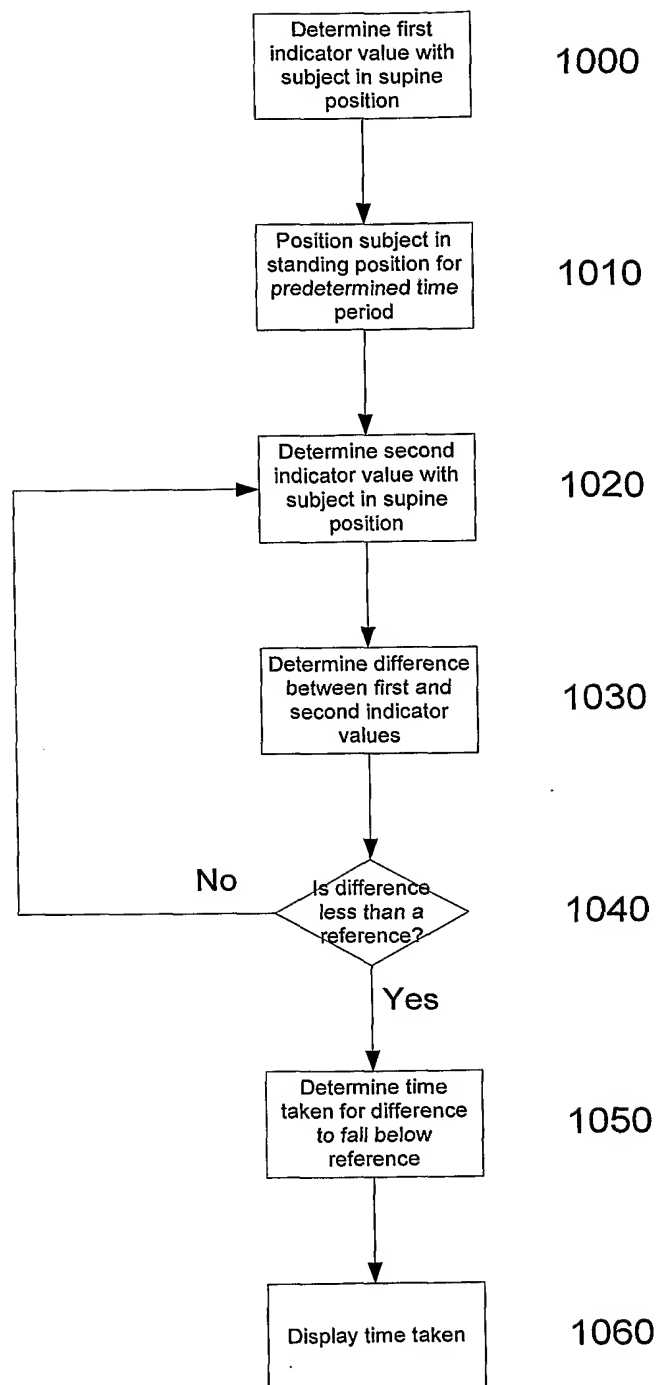 Determine first
indicator value with
subject in supine
position
1000
Position subject in
standing position for
predetermined time
period
1010
Determine second
indicator value with
subject in supine
position
1020
Determine difference
between first and
second indicator
values
1030
No
Is difference
less than a
reference?
1040
Yes
Determine time
taken for difference
to fall below
reference
1050
Display time taken
1060